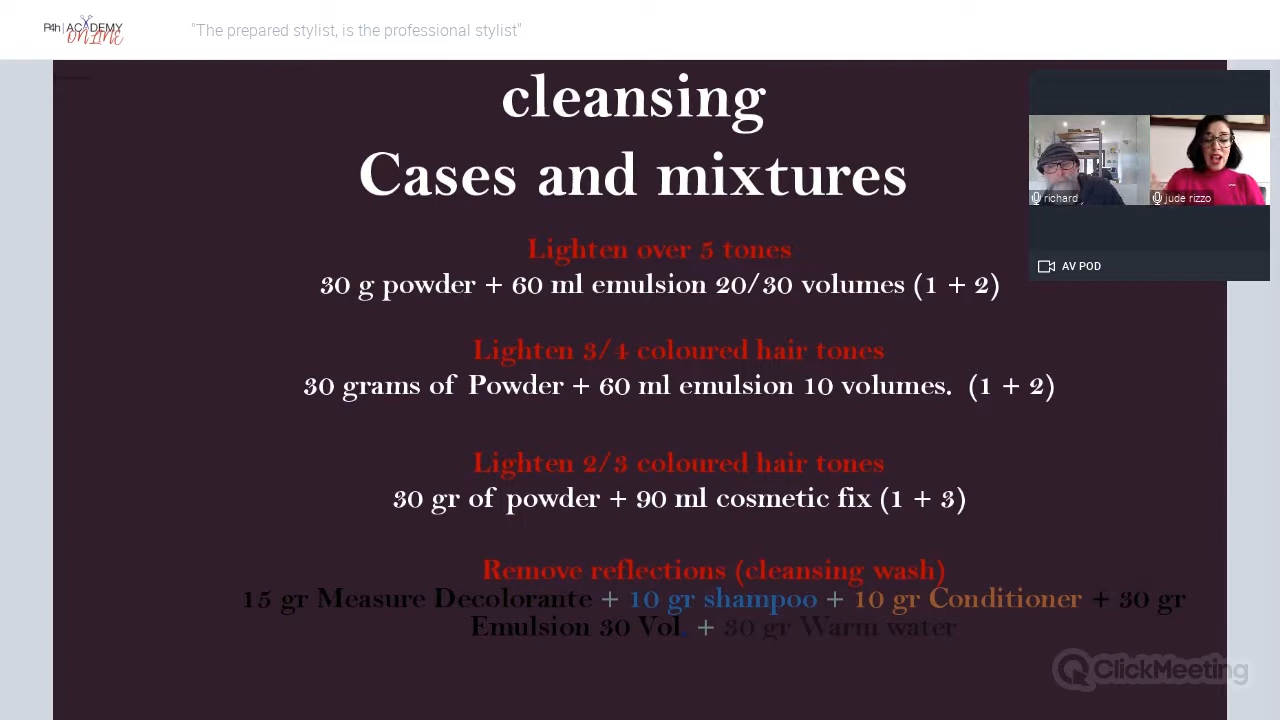 P4h | ACADEMY
ONLINE
"The prepared stylist, is the professional stylist"
cleansing
Cases and mixtures
Lighten over 5 tones
30 g powder + 60 ml emulsion 20/30 volumes (1 + 2)
Lighten 3/4 coloured hair tones
30 grams of Powder + 60 ml emulsion 10 volumes. (1 + 2)
Lighten 2/3 coloured hair tones
30 gr of powder + 90 ml cosmetic fix (1 + 3)
Remove reflections (cleansing wash)
15 gr Measure Decolorante + 10 gr shampoo + 10 gr Conditioner + 30 gr
Emulsion 30 Vol. + 30 gr Warm water
richard
jude rizzo
AV POD
ClickMeeting